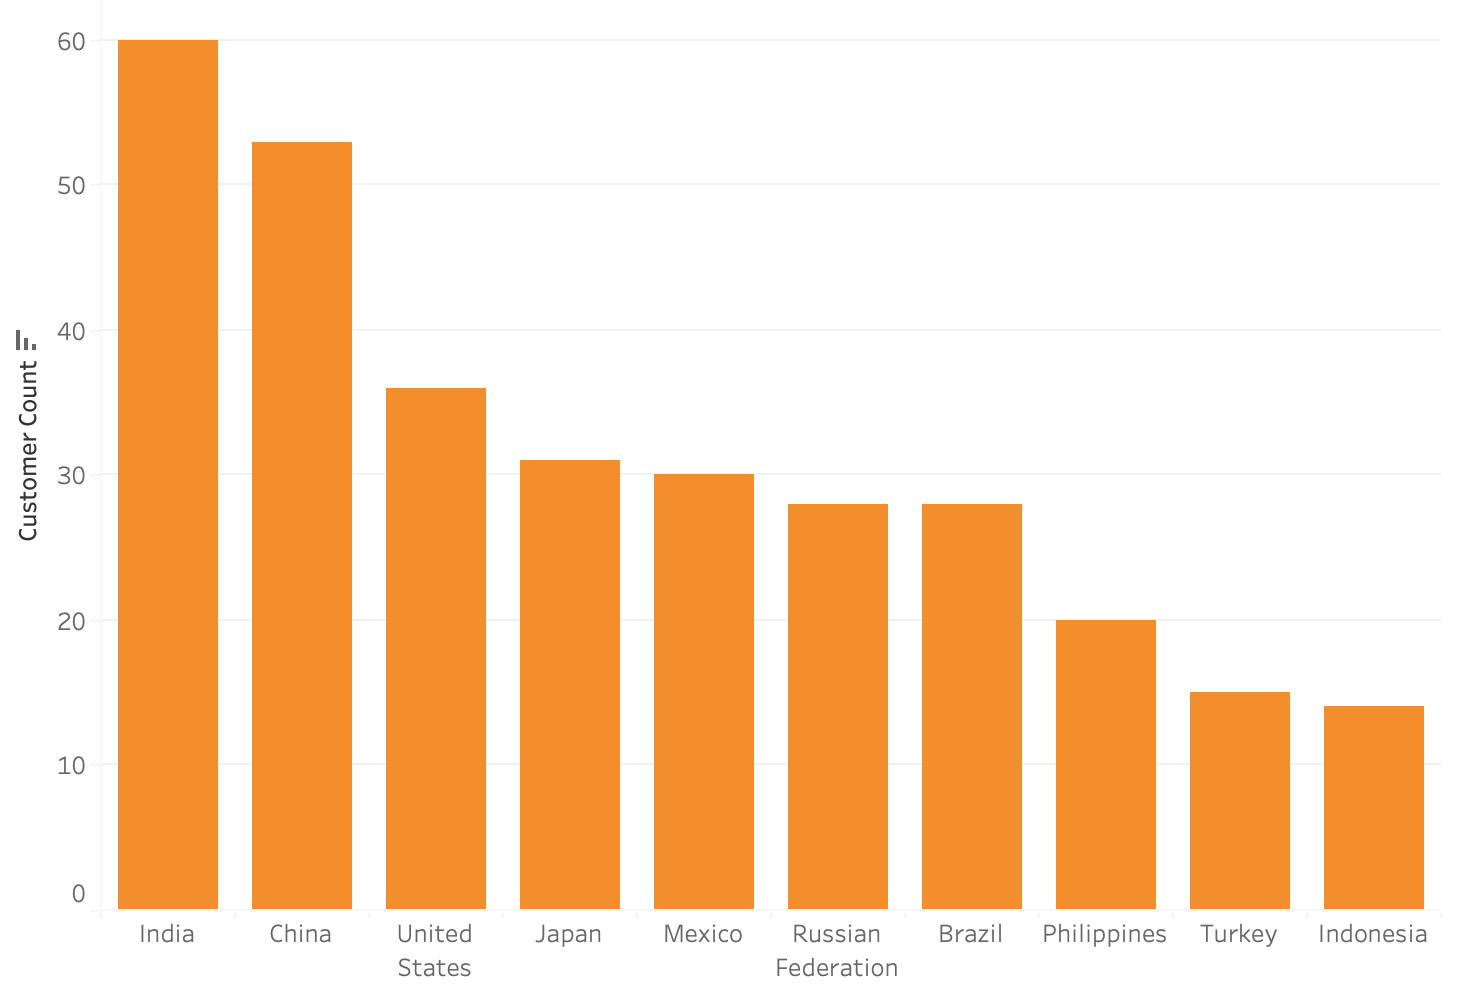 60
50
40
30
20
10
0
Customer Count
India
China
United
States
Japan
Mexico
Russian
Federation
Brazil
Philippines
Turkey
Indonesia